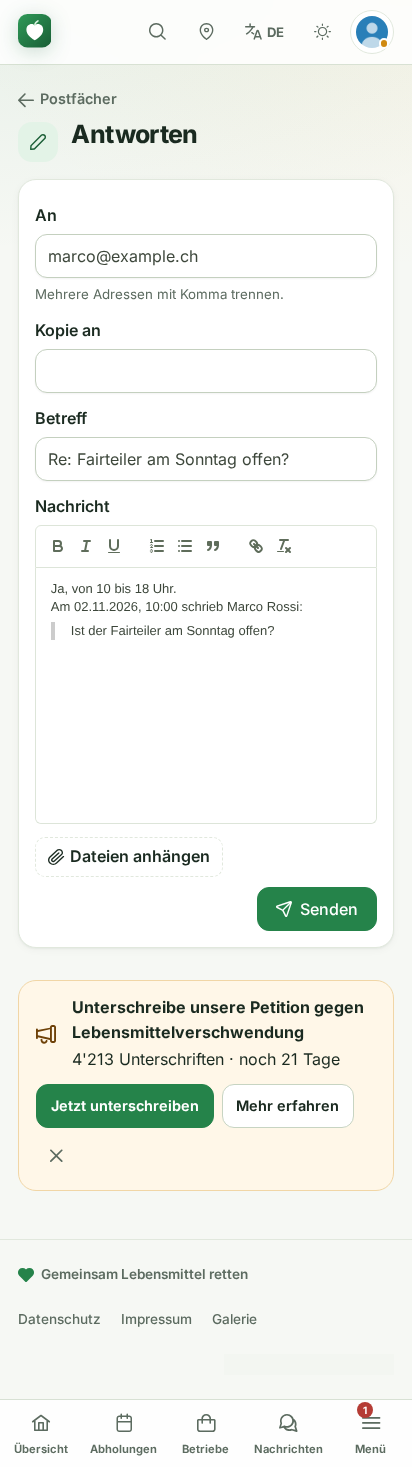 DE
Postfächer
Antworten
An
marco@example.ch
Mehrere Adressen mit Komma trennen.
Kopie an
Betreff
Re: Fairteiler am Sonntag offen?
Nachricht
Ja, von 10 bis 18 Uhr.
Am 02.11.2026, 10:00 schrieb Marco Rossi:
Ist der Fairteiler am Sonntag offen?
Dateien anhängen
Senden
Unterschreibe unsere Petition gegen
Lebensmittelverschwendung
4'213 Unterschriften · noch 21 Tage
Jetzt unterschreiben
Mehr erfahren
Gemeinsam Lebensmittel retten
Datenschutz Impressum Galerie
1
Übersicht Abholungen Betriebe Nachrichten Menü